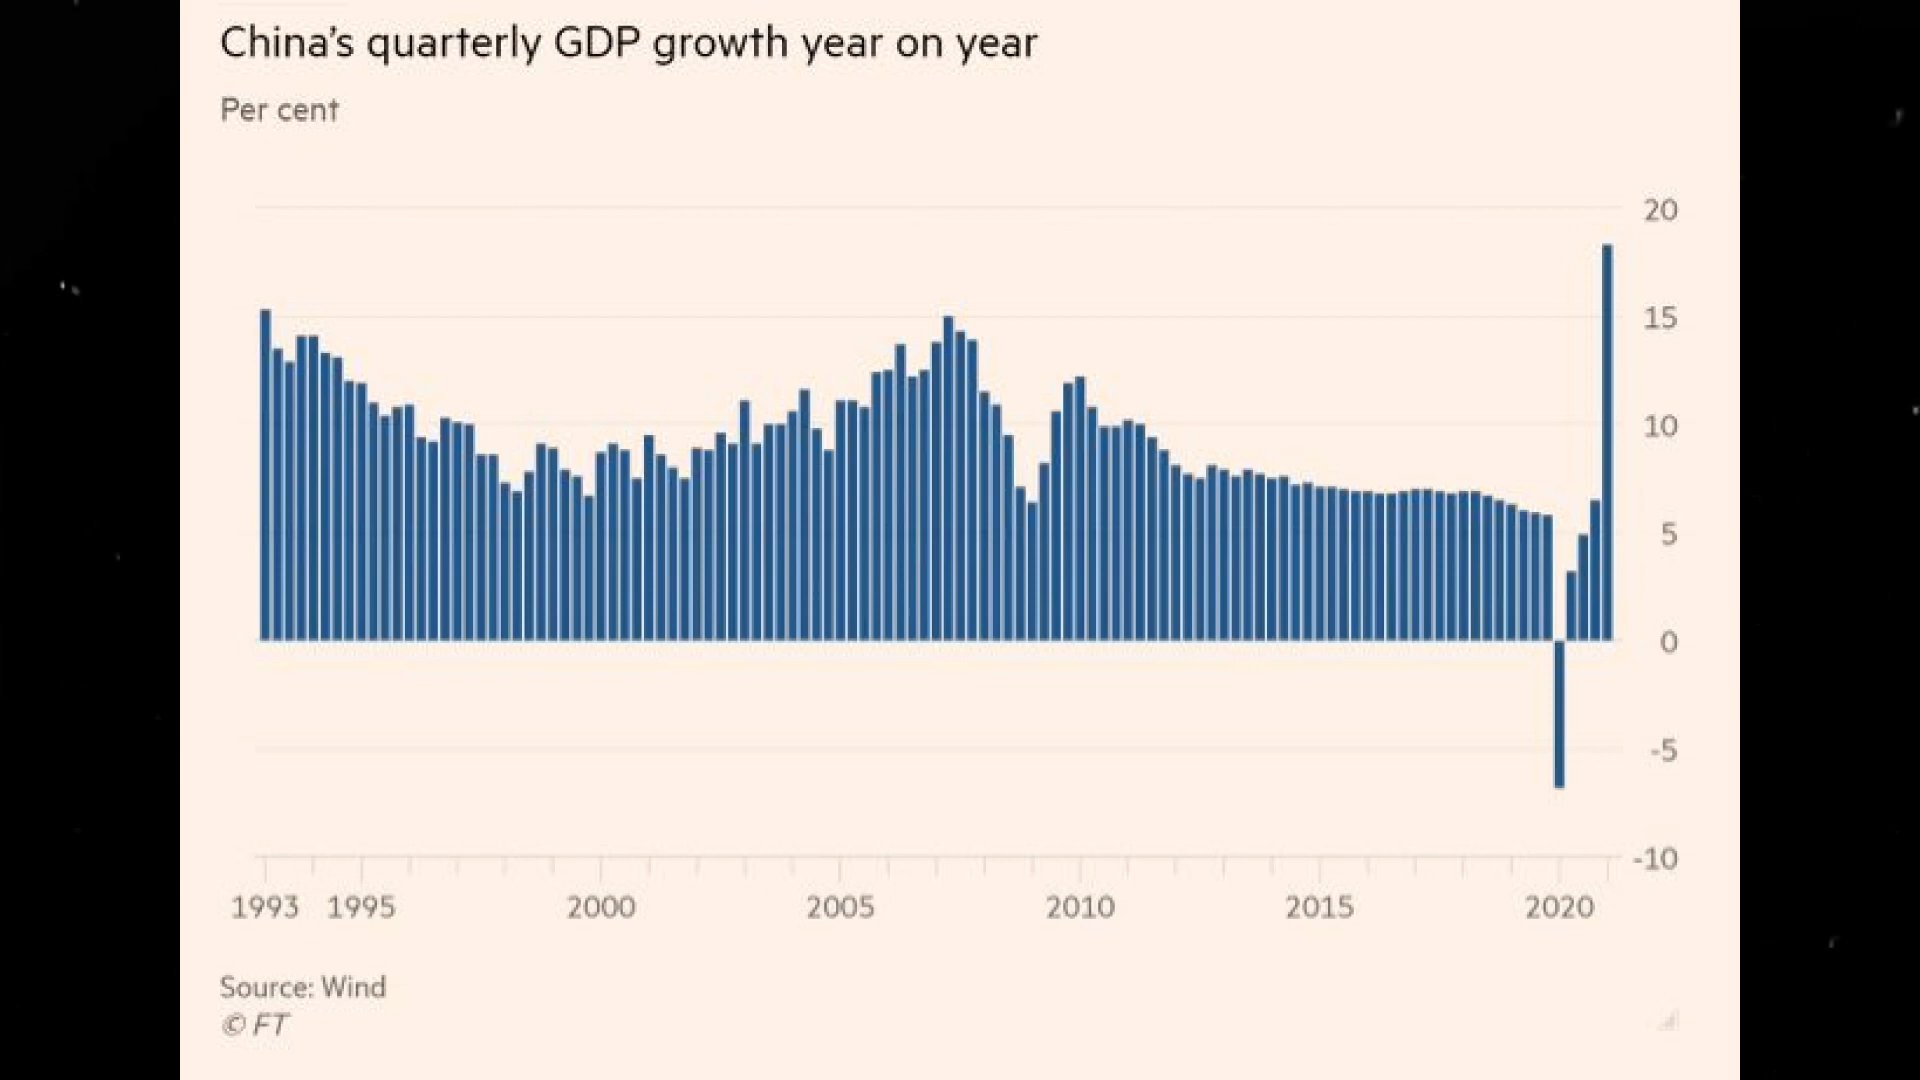 China's quarterly GDP growth year on year
Per cent
20
15
10
5
0
-5
-10
1993 1995 2000 2005 2010 2015 2020
Source: Wind
© FT